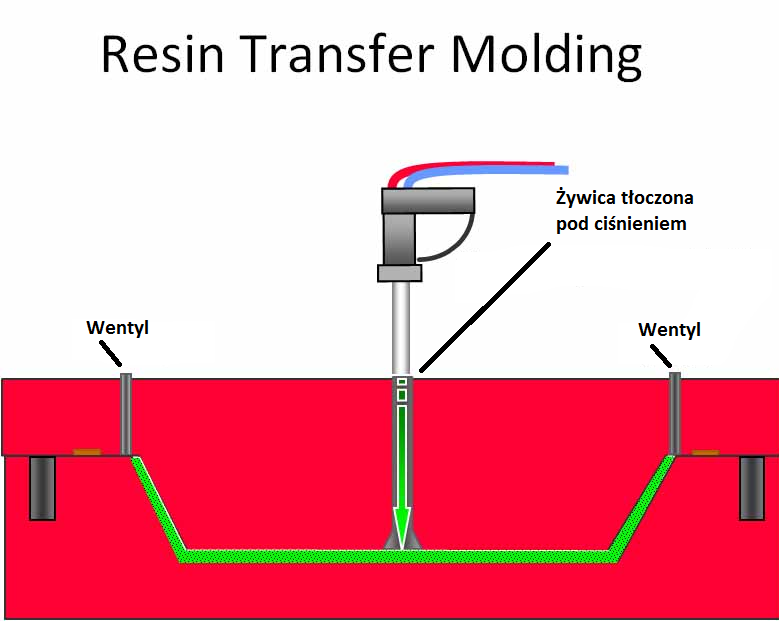 Resin Transfer Molding
Żywica tłoczona
pod ciśnieniem
Wentyl
Wentyl